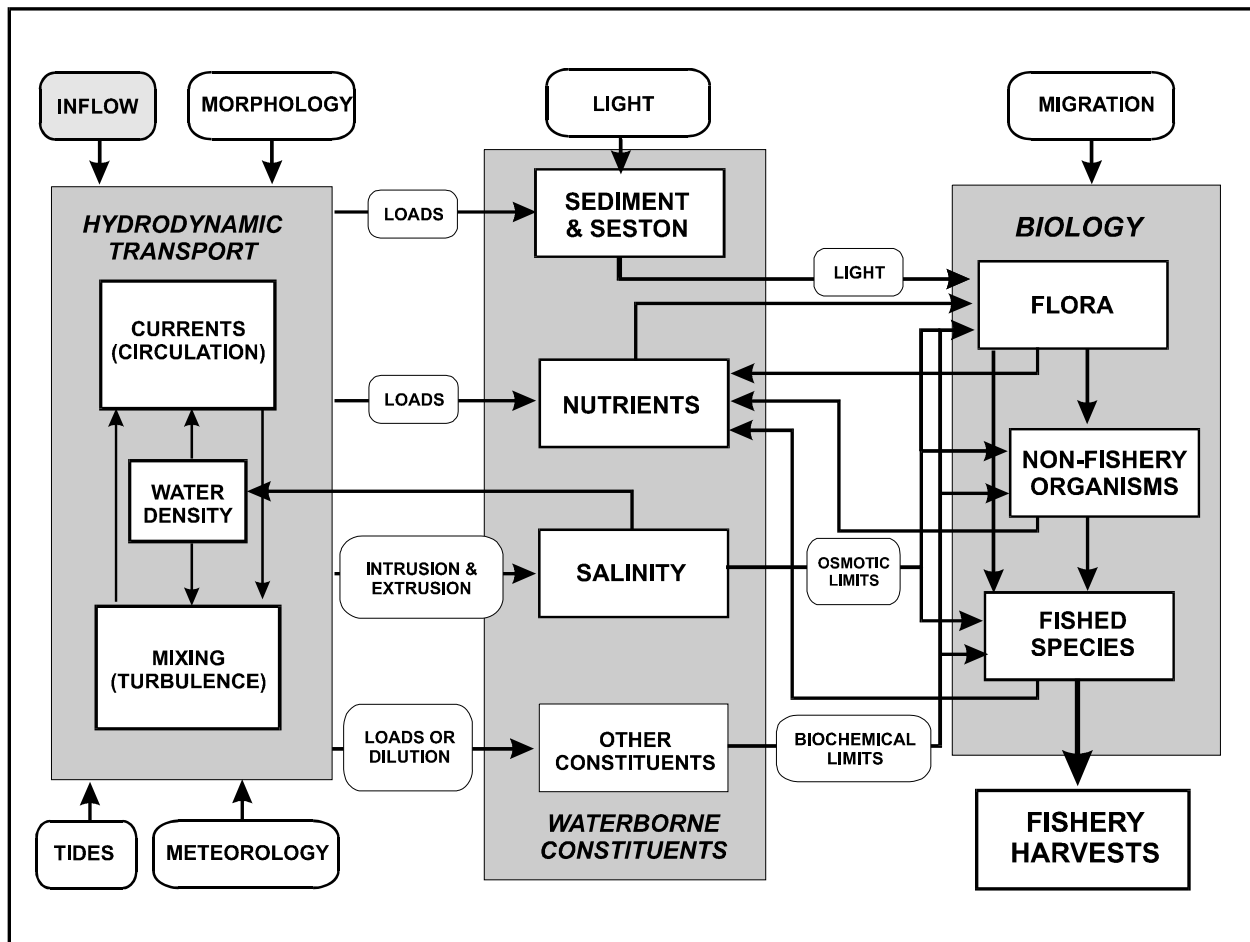 INFLOW
MORPHOLOGY
LIGHT
MIGRATION
HYDRODYNAMIC
TRANSPORT
CURRENTS
(CIRCULATION)
WATER
DENSITY
MIXING
(TURBULENCE)
TIDES
METEOROLOGY
LOADS
LOADS
INTRUSION &
EXTRUSION
LOADS OR
DILUTION
SEDIMENT
& SESTON
NUTRIENTS
SALINITY
OTHER
CONSTITUENTS
WATERBORNE
CONSTITUENTS
LIGHT
OSMOTIC
LIMITS
BIOCHEMICAL
LIMITS
BIOLOGY
FLORA
NON-FISHERY
ORGANISMS
FISHED
SPECIES
FISHERY
HARVESTS